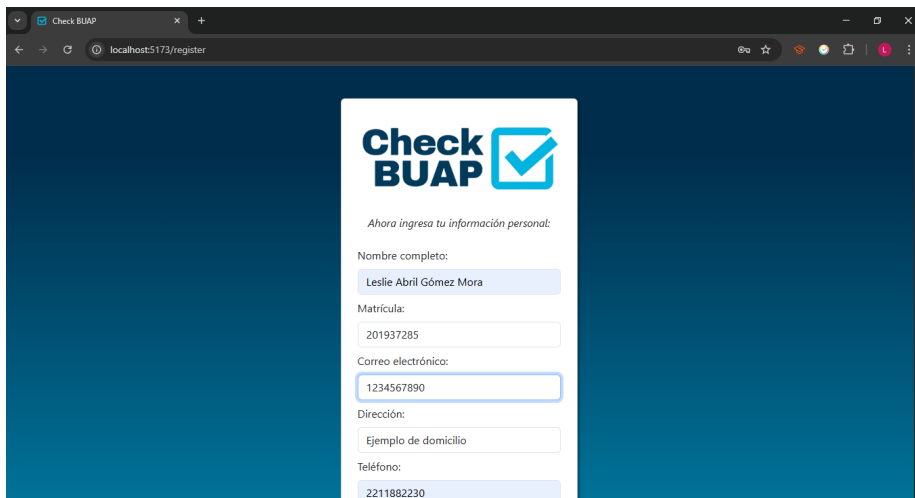 Check BUAP
localhost:5173/register
L
Check
BUAP
Ahora ingresa tu información personal:
Nombre completo:
Leslie Abril Gómez Mora
Matrícula:
201937285
Correo electrónico:
1234567890
Dirección:
Ejemplo de domicilio
Teléfono:
2211882230